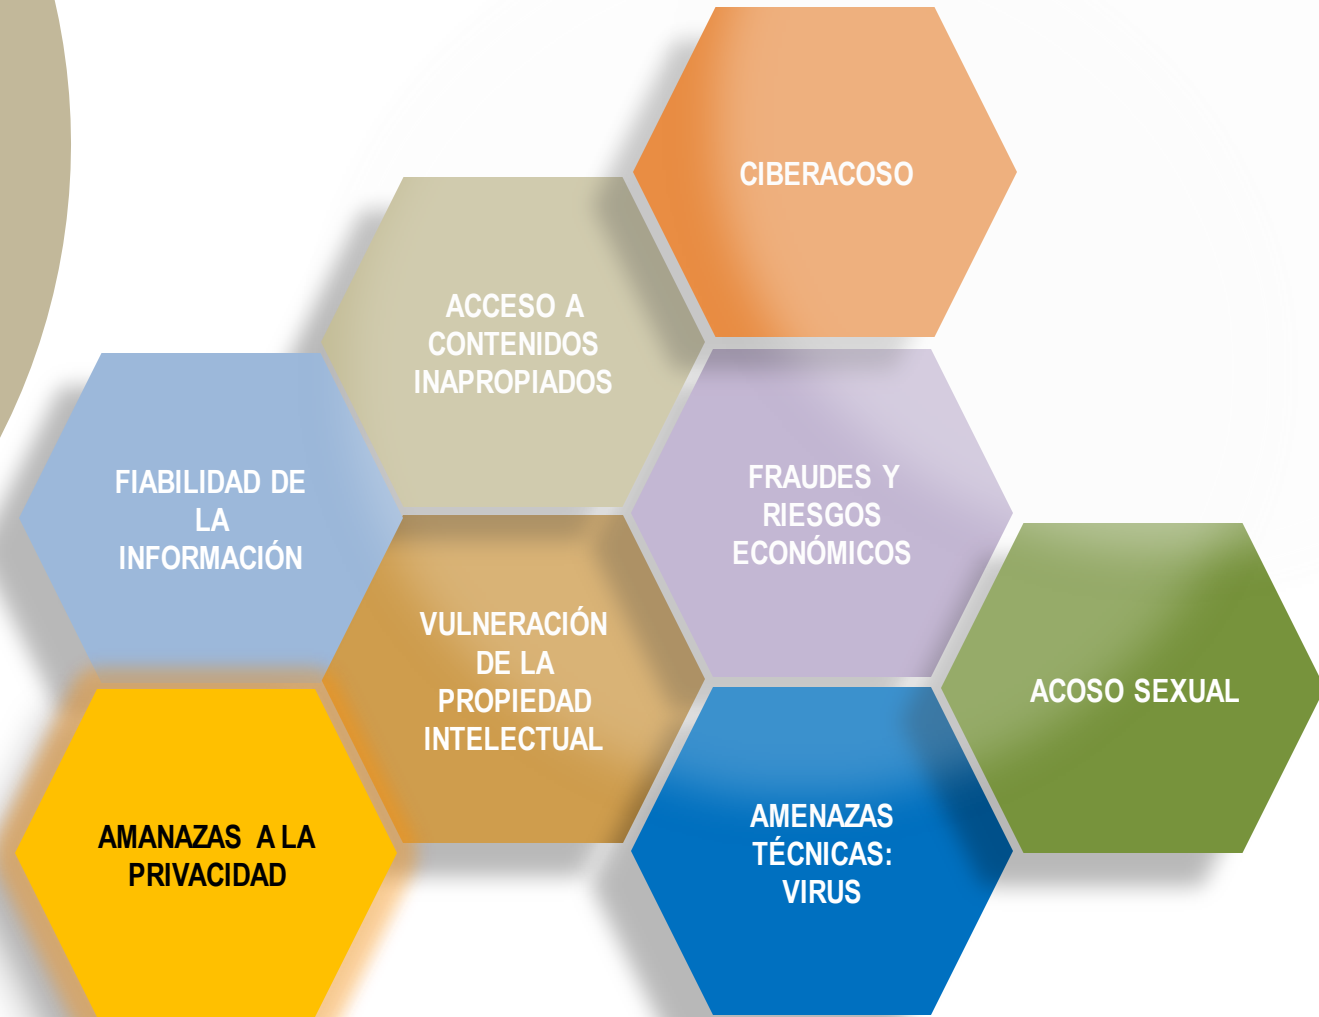 CIBERACOSO
ACCESO A
CONTENIDOS
INAPROPIADOS
FIABILIDAD DE
LA
INFORMACIÓN
FRAUDES Y
RIESGOS
ECONÓMICOS
VULNERACIÓN
DE LA
PROPIEDAD
INTELECTUAL
ACOSO SEXUAL
AMANAZAS A LA
PRIVACIDAD
AMENAZAS
TÉCNICAS:
VIRUS